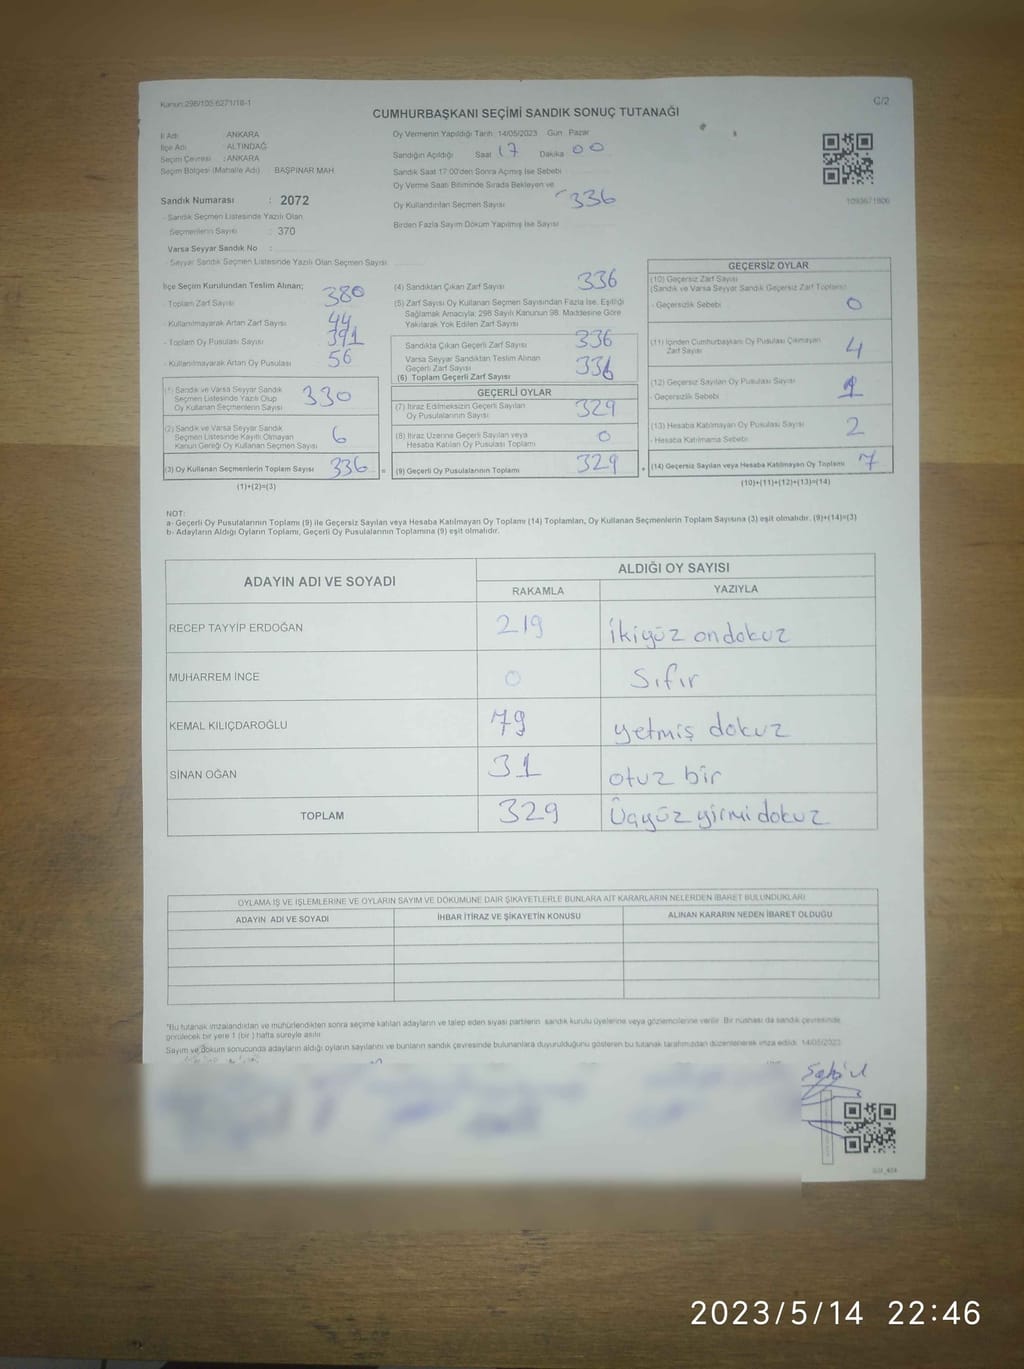 Kanun:298/105.6271/18-1
C/2
CUMHURBAŞKANI SEÇİMİ SANDIK SONUÇ TUTANAĞI
İl Adı ANKARA
İlçe Adı ALTINDAĞ
Seçim Çevresi : ANKARA
Seçim Bölgesi (Mahalle Adı) BAŞPINAR MAH
Sandık Numarası : 2072
- Sandık Seçmen Listesinde Yazılı Olan
Seçmenlerin Sayısı : 370
Varsa Seyyar Sandık No :
- Seyyar Sandık Seçmen Listesinde Yazılı Olan Seçmen Sayısı
Oy Vermenin Yapıldığı Tarih 14/05/2023 Gün Pazar
Sandığın Açıldığı Saat 17 Dakika 00
Sandık Saat 17:00'den Sonra Açmış İse Sebebi
Oy Verme Saati Bitiminde Sırada Bekleyen ve
Oy Kullandırılan Seçmen Sayısı 336
Birden Fazla Sayım Döküm Yapılmış İse Sayısı
1093671806
İlçe Seçim Kurulundan Teslim Alınan;
- Toplam Zarf Sayısı 380
- Kullanılmayarak Artan Zarf Sayısı 44
- Toplam Oy Pusulası Sayısı 391
- Kullanılmayarak Artan Oy Pusulası 56
(1) Sandık ve Varsa Seyyar Sandık
Seçmen Listesinde Yazılı Olup
Oy Kullanan Seçmenlerin Sayısı 330
(2) Sandık ve Varsa Seyyar Sandık
Seçmen Listesinde Kayıtlı Olmayan
Kanun Gereği Oy Kullanan Seçmen Sayısı 6
(3) Oy Kullanan Seçmenlerin Toplam Sayısı 336 =
(1)+(2)=(3)
(4) Sandıktan Çıkan Zarf Sayısı 336
(5) Zarf Sayısı Oy Kullanan Seçmen Sayısından Fazla İse, Eşitliği
Sağlamak Amacıyla; 298 Sayılı Kanunun 98. Maddesine Göre
Yakılarak Yok Edilen Zarf Sayısı
Sandıkta Çıkan Geçerli Zarf Sayısı 336
Varsa Seyyar Sandıktan Teslim Alınan
Geçerli Zarf Sayısı
(6) Toplam Geçerli Zarf Sayısı 336
GEÇERLİ OYLAR
(7) İtiraz Edilmeksizin Geçerli Sayılan
Oy Pusulalarının Sayısı 329
(8) İtiraz Üzerine Geçerli Sayılan veya
Hesaba Katılan Oy Pusulası Toplamı 0
(9) Geçerli Oy Pusulalarının Toplamı 329 +
GEÇERSİZ OYLAR
(10) Geçersiz Zarf Sayısı
(Sandık ve Varsa Seyyar Sandık Geçersiz Zarf Toplamı)
- Geçersizlik Sebebi 0
(11) İçinden Cumhurbaşkanı Oy Pusulası Çıkmayan
Zarf Sayısı 4
(12) Geçersiz Sayılan Oy Pusulası Sayısı
- Geçersizlik Sebebi 1
(13) Hesaba Katılmayan Oy Pusulası Sayısı 2
- Hesaba Katılmama Sebebi
(14) Geçersiz Sayılan veya Hesaba Katılmayan Oy Toplamı 7
(10)+(11)+(12)+(13)=(14)
NOT:
a- Geçerli Oy Pusulalarının Toplamı (9) ile Geçersiz Sayılan veya Hesaba Katılmayan Oy Toplamı (14) Toplamları, Oy Kullanan Seçmenlerin Toplam Sayısına (3) eşit olmalıdır. (9)+(14)=(3)
b- Adayların Aldığı Oyların Toplamı, Geçerli Oy Pusulalarının Toplamına (9) eşit olmalıdır.
ADAYIN ADI VE SOYADI ALDIĞI OY SAYISI
RAKAMLA YAZIYLA
RECEP TAYYİP ERDOĞAN 219 ikiyüz ondokuz
MUHARREM İNCE 0 Sıfır
KEMAL KILIÇDAROĞLU 79 yetmiş dokuz
SİNAN OĞAN 31 otuz bir
TOPLAM 329 Üçyüz yirmi dokuz
OYLAMA İŞ VE İŞLEMLERİNE VE OYLARIN SAYIM VE DÖKÜMÜNE DAİR ŞİKAYETLERLE BUNLARA AİT KARARLARIN NELERDEN İBARET BULUNDUKLARI
ADAYIN ADI VE SOYADI İHBAR İTİRAZ VE ŞİKAYETİN KONUSU ALINAN KARARIN NEDEN İBARET OLDUĞU
"Bu tutanak imzalandıktan ve mühürlendikten sonra seçime katılan adayların ve talep eden siyasi partilerin sandık kurulu üyelerine veya gözlemcilerine verilir. Bir nüshası da sandık çevresinde
görülecek bir yere 1 (bir) hafta süreyle asılır.
Sayım ve döküm sonucunda adayların aldığı oyların sayılarını ve bunların sandık çevresinde bulunanlara duyurulduğunu gösteren bu tutanak tarafımızdan düzenlenerek imza edildi. 14/05/2023
2023/5/14 22:46